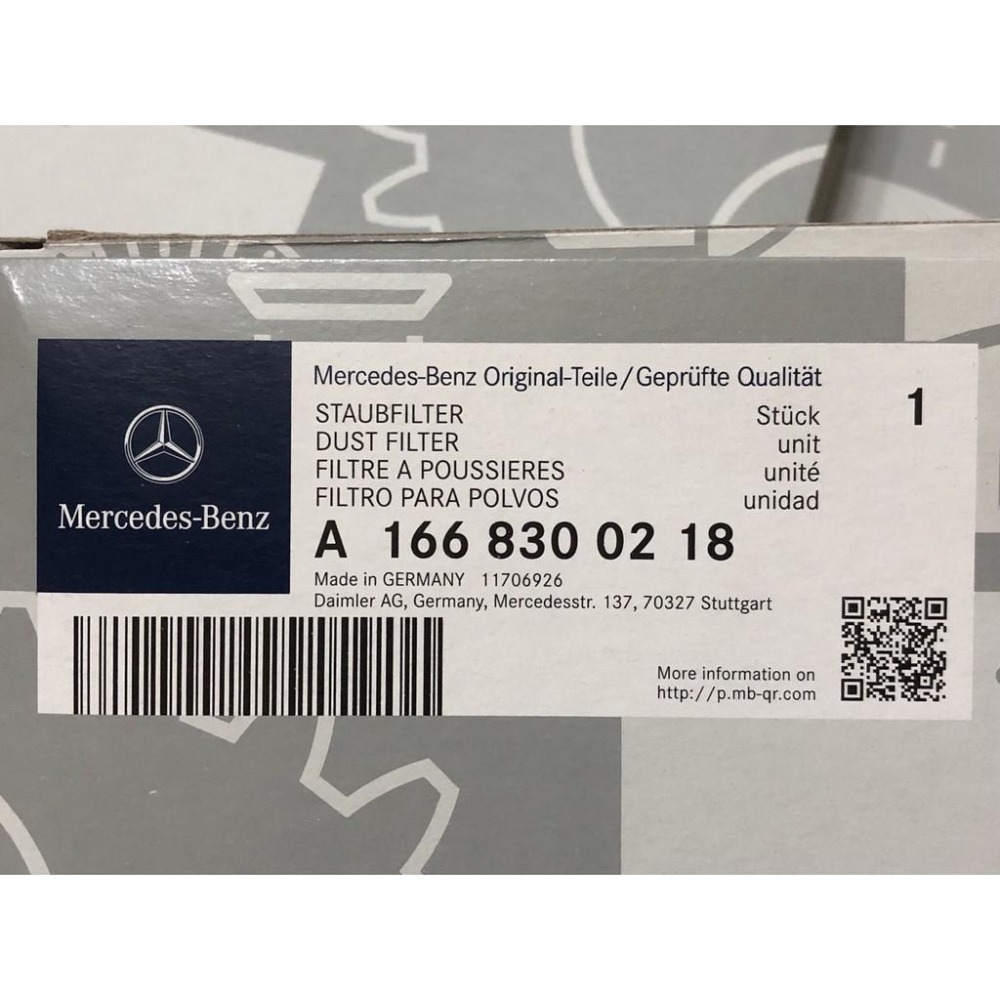 Mercedes-Benz
Mercedes-Benz Original-Teile/Geprüfte Qualität
STAUBFILTER Stück 1
DUST FILTER unit
FILTRE A POUSSIERES unité
FILTRO PARA POLVOS unidad
A 166 830 02 18
Made in GERMANY 11706926
Daimler AG, Germany, Mercedesstr. 137, 70327 Stuttgart
More information on
http://p.mb-qr.com